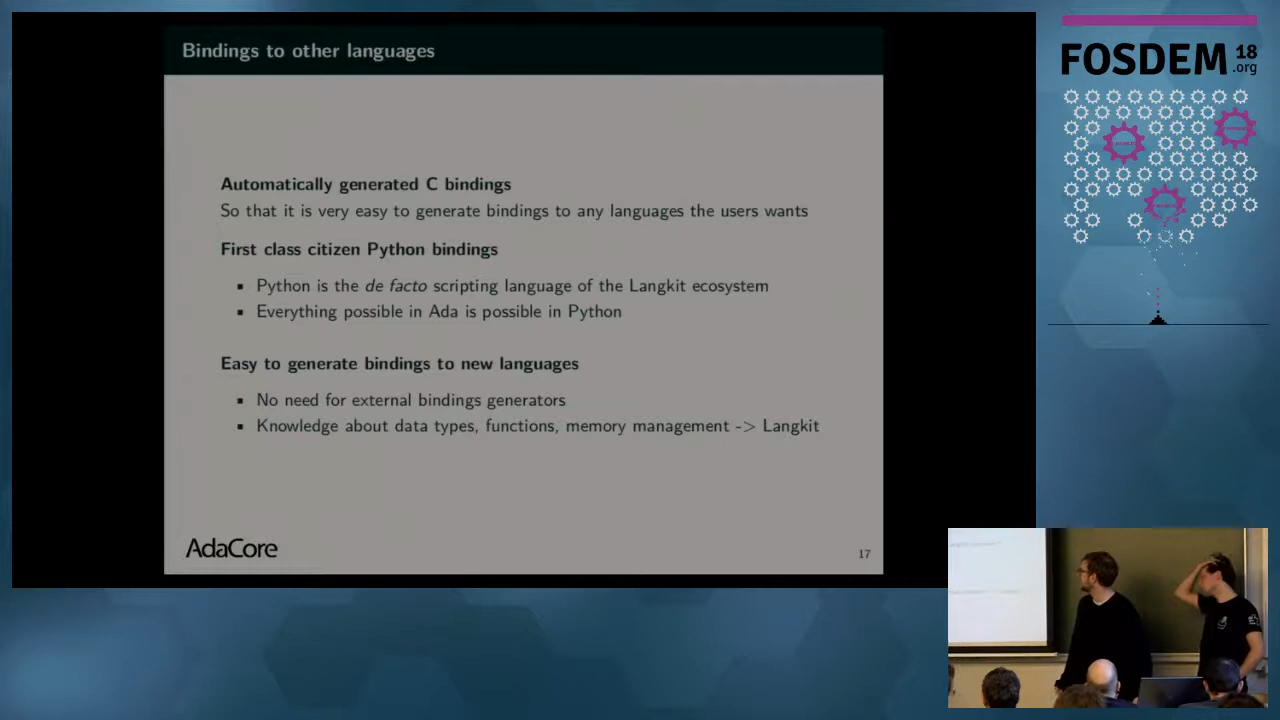 Bindings to other languages
Automatically generated C bindings
So that it is very easy to generate bindings to any languages the users wants
First class citizen Python bindings
▪ Python is the de facto scripting language of the Langkit ecosystem
▪ Everything possible in Ada is possible in Python
Easy to generate bindings to new languages
▪ No need for external bindings generators
▪ Knowledge about data types, functions, memory management -> Langkit
AdaCore
17
FOSDEM 18
.org